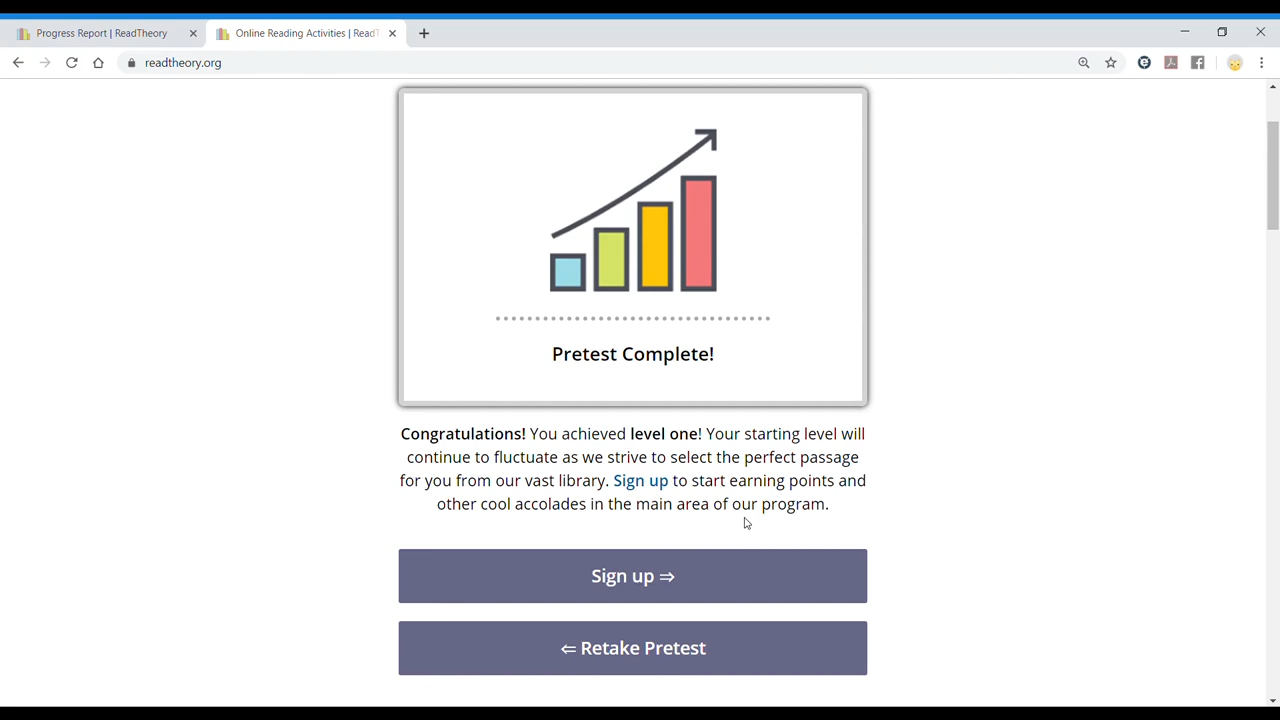 Progress Report | ReadTheory
Online Reading Activities | ReadT
readtheory.org
Pretest Complete!
Congratulations! You achieved level one! Your starting level will
continue to fluctuate as we strive to select the perfect passage
for you from our vast library. Sign up to start earning points and
other cool accolades in the main area of our program.
Sign up ⇒
⇐ Retake Pretest